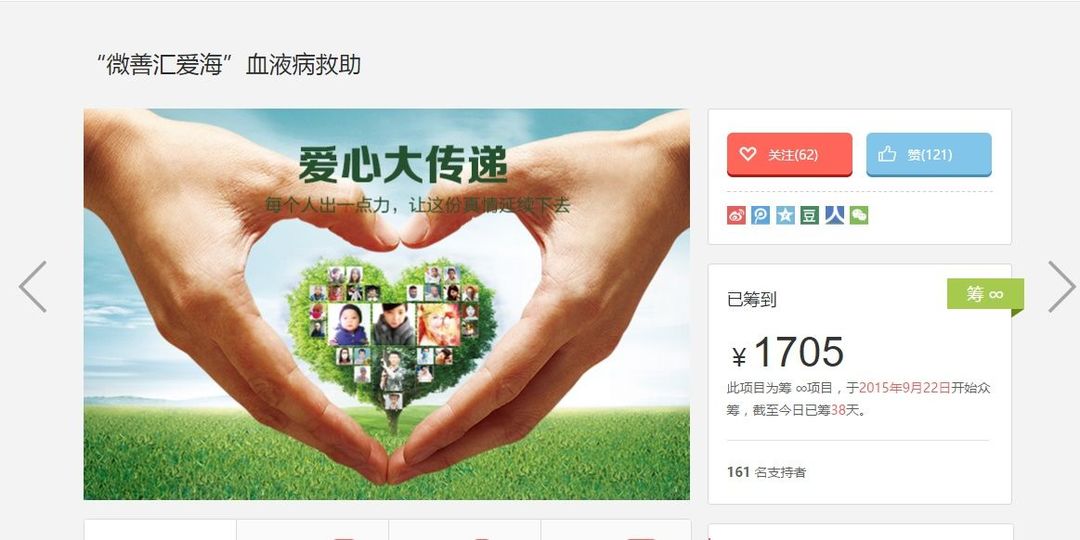 “微善汇爱海”血液病救助
爱心大传递
每个人出一点力，让这份真情延续下去
关注(62)
赞(121)
豆
人
已筹到
筹 ∞
￥1705
此项目为筹 ∞项目，于2015年9月22日开始众
筹，截至今日已筹38天。
161 名支持者